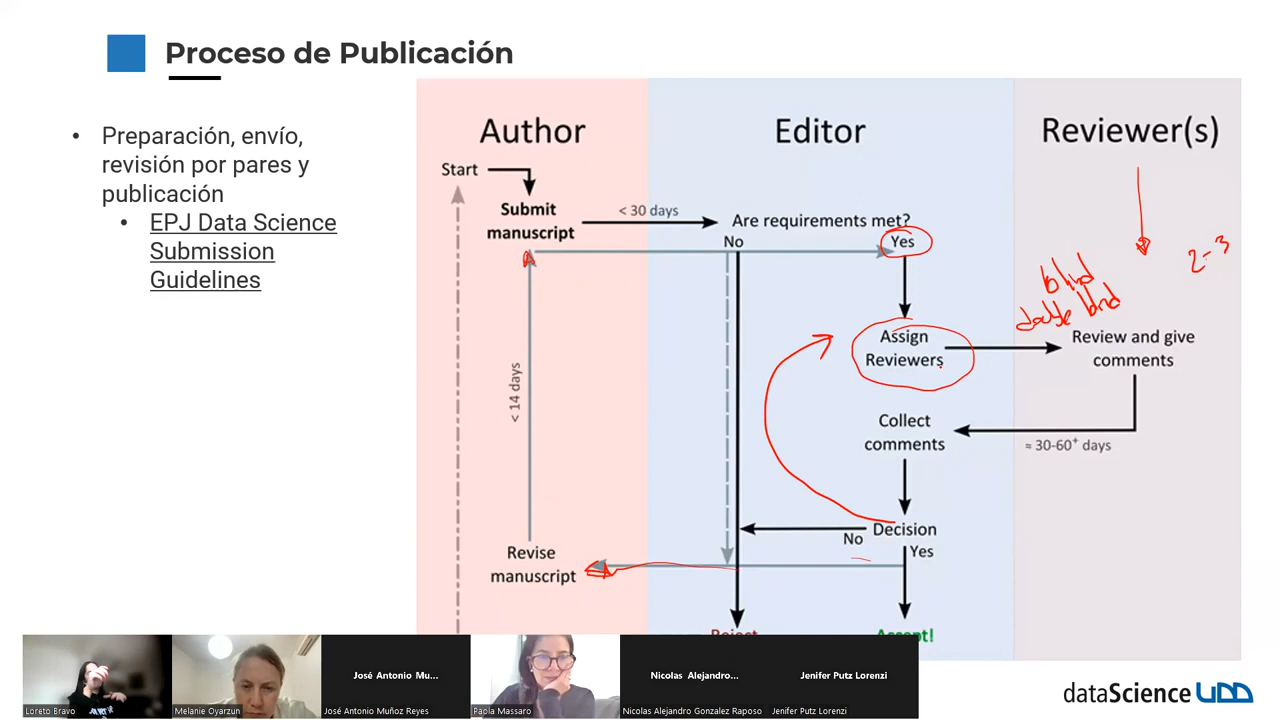 Proceso de Publicación
• Preparación, envío,
revisión por pares y
publicación
• EPJ Data Science
Submission
Guidelines
Author
Editor
Reviewer(s)
Start
Submit
manuscript
< 30 days
Are requirements met?
No
Yes
2-3
blind
double blind
Assign
Reviewers
Review and give
comments
< 14 days
Collect
comments
≈ 30-60+ days
Decision
No
Yes
Revise
manuscript
Reject
Accept!
José Antonio Mu...
Nicolas Alejandro...
Jenifer Putz Lorenzi
Loreto Bravo
Melanie Oyarzun
José Antonio Muñoz Reyes
Paola Massaro
Nicolas Alejandro Gonzalez Raposo
Jenifer Putz Lorenzi
dataScience UDD